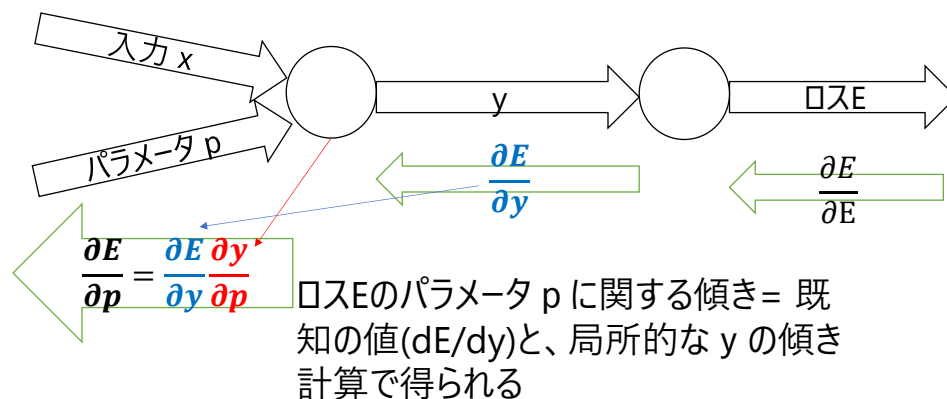 入力 x
パラメータ p
y
ロスE
∂E/∂y
∂E/∂E
∂E/∂p = ∂E/∂y ∂y/∂p
ロスEのパラメータ p に関する傾き= 既
知の値(dE/dy)と、局所的な y の傾き
計算で得られる